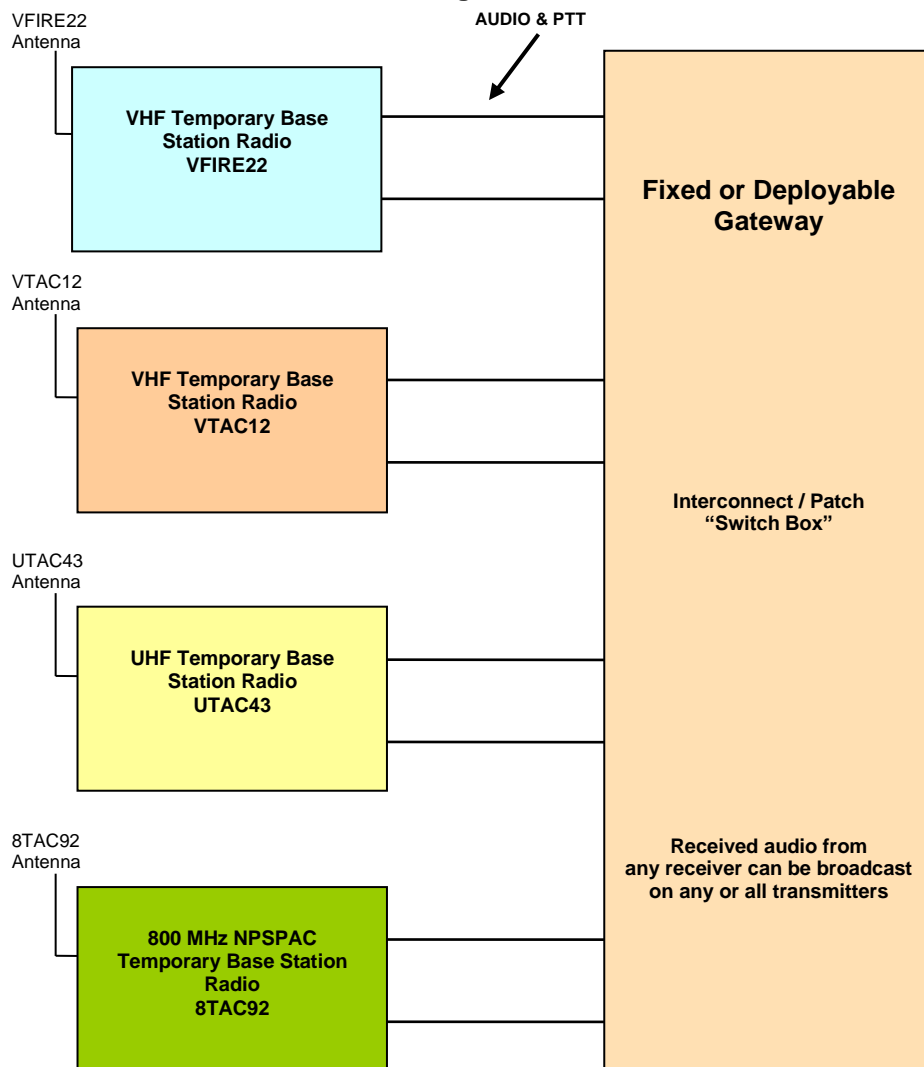 VFIRE22
Antenna
AUDIO & PTT
VHF Temporary Base
Station Radio
VFIRE22
Fixed or Deployable
Gateway
VTAC12
Antenna
VHF Temporary Base
Station Radio
VTAC12
Interconnect / Patch
“Switch Box”
UTAC43
Antenna
UHF Temporary Base
Station Radio
UTAC43
8TAC92
Antenna
Received audio from
any receiver can be broadcast
on any or all transmitters
800 MHz NPSPAC
Temporary Base Station
Radio
8TAC92